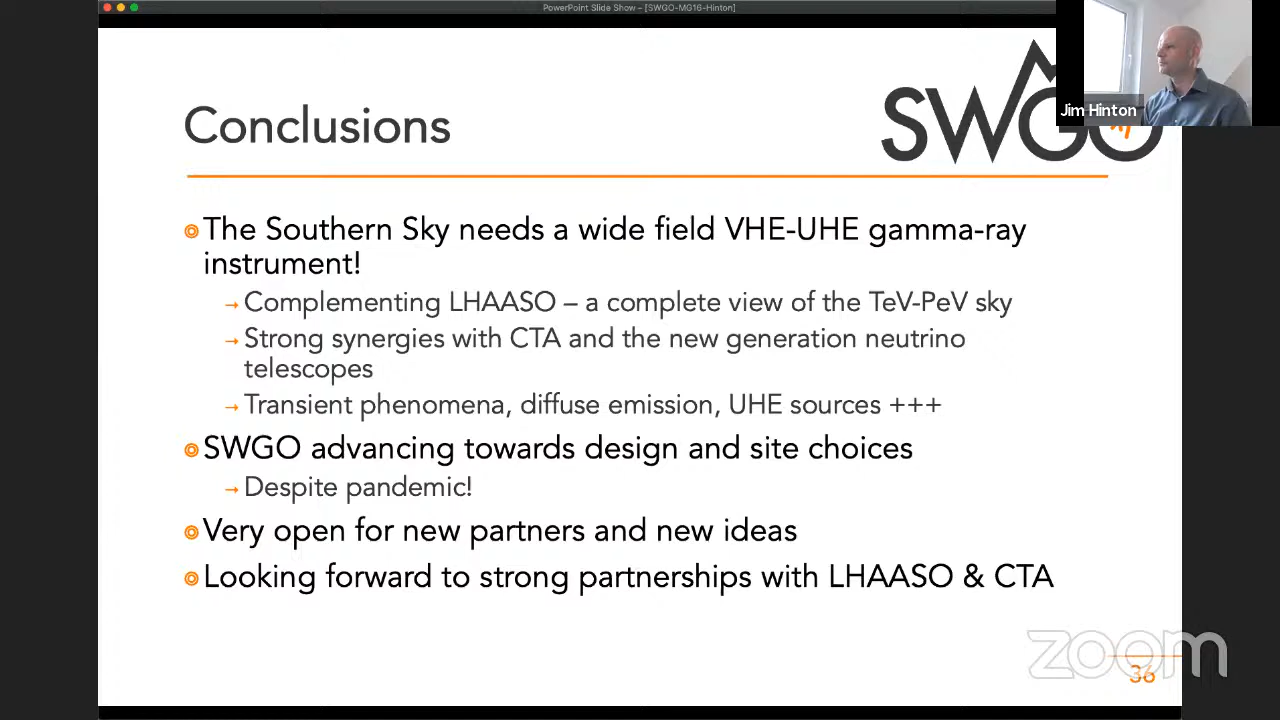 PowerPoint Slide Show – [SWGO-MG16-Hinton]
SWGO
Jim Hinton
Conclusions
The Southern Sky needs a wide field VHE-UHE gamma-ray
instrument!
Complementing LHAASO – a complete view of the TeV-PeV sky
Strong synergies with CTA and the new generation neutrino
telescopes
Transient phenomena, diffuse emission, UHE sources +++
SWGO advancing towards design and site choices
Despite pandemic!
Very open for new partners and new ideas
Looking forward to strong partnerships with LHAASO & CTA
zoom
36